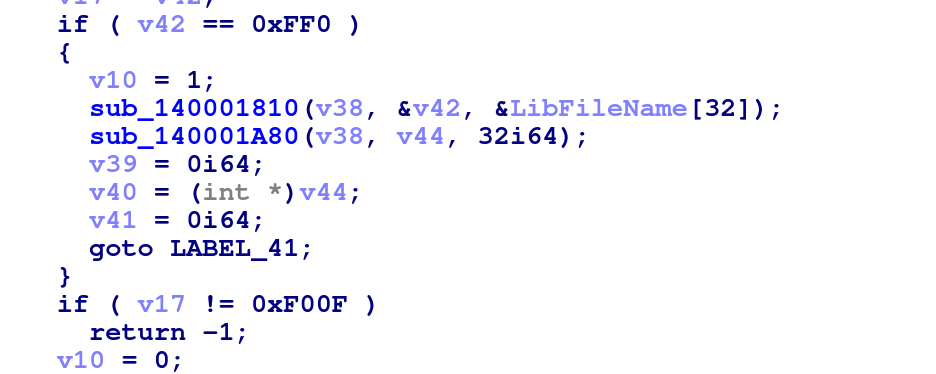 if ( v42 == 0xFF0 )
{
v10 = 1;
sub_140001810(v38, &v42, &LibFileName[32]);
sub_140001A80(v38, v44, 32i64);
v39 = 0i64;
v40 = (int *)v44;
v41 = 0i64;
goto LABEL_41;
}
if ( v17 != 0xF00F )
return -1;
v10 = 0;